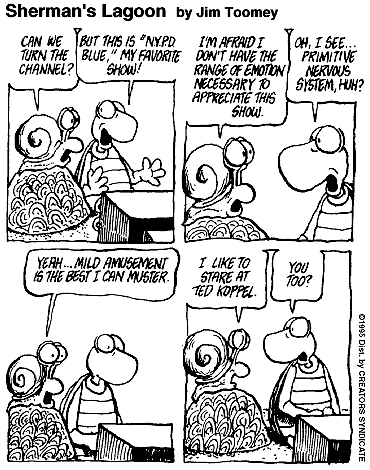 Sherman's Lagoon by Jim Toomey
CAN WE
TURN THE
CHANNEL?
BUT THIS IS "N.Y.P.D.
BLUE," MY FAVORITE
SHOW!
I'M AFRAID I
DON'T HAVE THE
RANGE OF EMOTION
NECESSARY TO
APPRECIATE THIS
SHOW.
OH, I SEE...
PRIMITIVE
NERVOUS
SYSTEM, HUH?
YEAH...MILD AMUSEMENT
IS THE BEST I CAN MUSTER.
I LIKE TO
STARE AT
TED KOPPEL.
YOU
TOO?
©1995 Dist. by CREATORS SYNDICATE